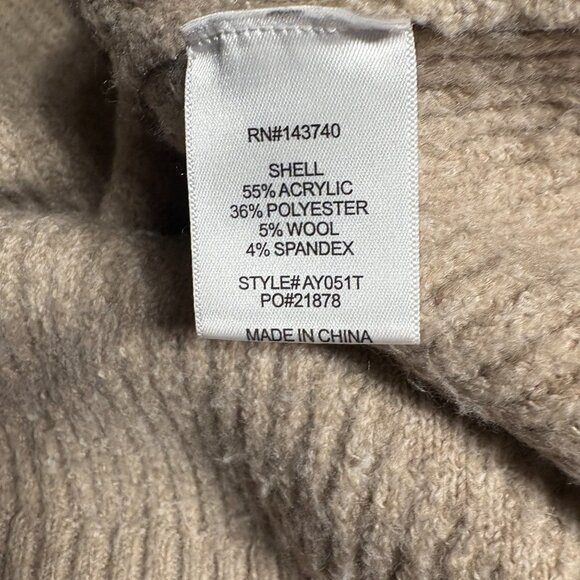 RN#143740
SHELL
55% ACRYLIC
36% POLYESTER
5% WOOL
4% SPANDEX
STYLE# AY051T
PO#21878
MADE IN CHINA